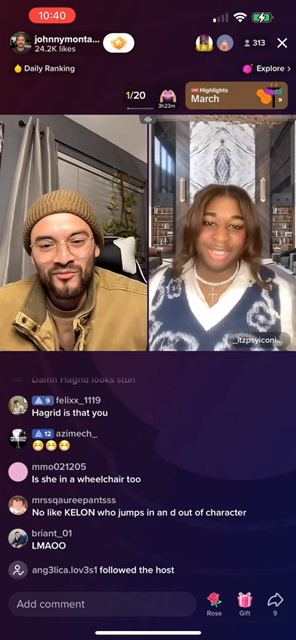 10:40
johnnymonta...
24.2K likes
313
Daily Ranking
Explore >
1/20
3h23m
Highlights
March
_itzpsyiconi...
Damn Hagrid looks stun
9 felixx_1119
Hagrid is that you
12 azimech_
😁😁😁
mmo021205
Is she in a wheelchair too
mrssqaureepantsss
No like KELON who jumps in an d out of character
briant_01
LMAOO
ang3lica.lov3s1 followed the host
Add comment
Rose
Gift
9